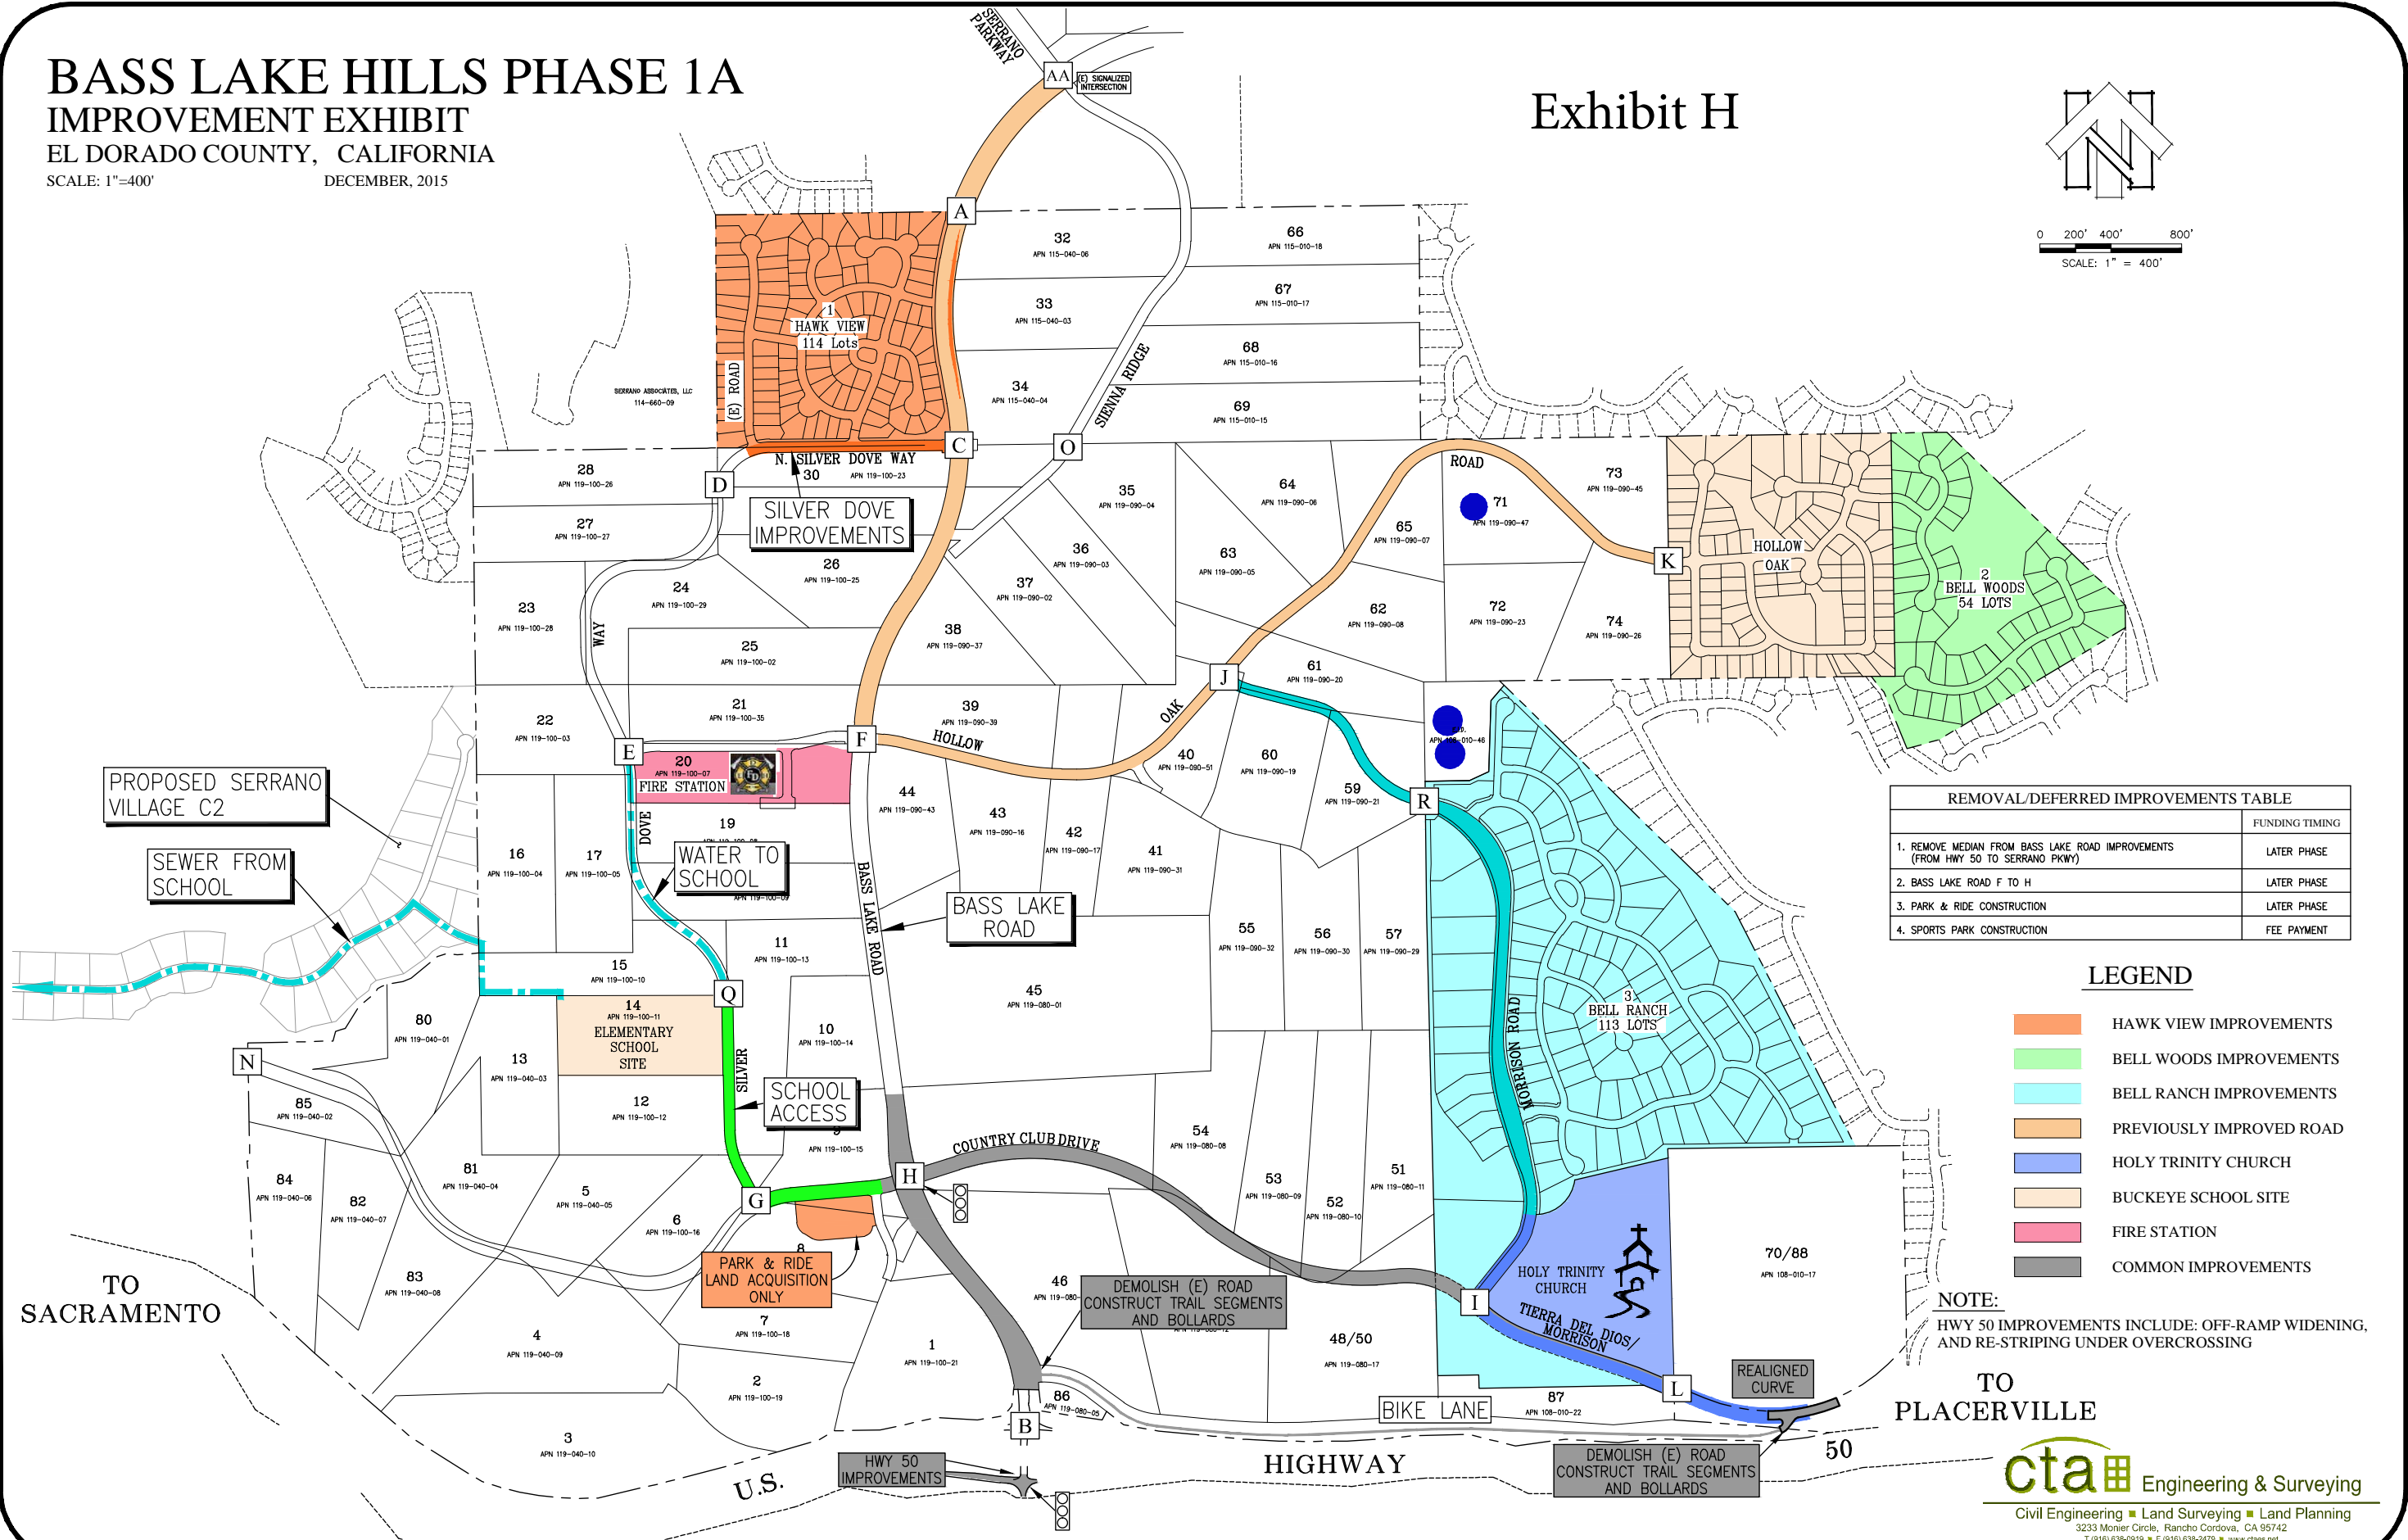 BASS LAKE HILLS PHASE 1A
IMPROVEMENT EXHIBIT
EL DORADO COUNTY, CALIFORNIA
SCALE: 1"=400'
DECEMBER, 2015
Exhibit H
SERRANO
PARKWAY
AA
(E) SIGNALIZED
INTERSECTION
N
0 200' 400' 800'
SCALE: 1" = 400'
A
32
APN 115-040-06
66
APN 115-010-18
33
APN 115-040-03
67
APN 115-010-17
1
HAWK VIEW
114 Lots
(E) ROAD
34
APN 115-040-04
68
APN 115-010-16
SIENNA RIDGE
69
APN 115-010-15
SERRANO ASSOCIATES, LLC
114-660-09
C
O
N. SILVER DOVE WAY
30
APN 119-100-23
28
APN 119-100-26
D
SILVER DOVE
IMPROVEMENTS
27
APN 119-100-27
26
APN 119-100-25
35
APN 119-090-04
64
APN 119-090-06
ROAD
71
APN 119-090-47
73
APN 119-090-45
65
APN 119-090-07
36
APN 119-090-03
63
APN 119-090-05
37
APN 119-090-02
K
HOLLOW
OAK
2
BELL WOODS
54 LOTS
24
APN 119-100-29
23
APN 119-100-28
WAY
25
APN 119-100-02
38
APN 119-090-37
62
APN 119-090-08
72
APN 119-090-23
74
APN 119-090-26
J
61
APN 119-090-20
21
APN 119-100-35
22
APN 119-100-03
39
APN 119-090-39
OAK
HOLLOW
E
F
20
APN 119-100-07
FIRE STATION
FD
40
APN 119-090-51
60
APN 119-090-19
59
APN 119-090-21
R
PROPOSED SERRANO
VILLAGE C2
SEWER FROM
SCHOOL
44
APN 119-090-43
43
APN 119-090-16
42
APN 119-090-17
41
APN 119-090-31
19
DOVE
WATER TO
SCHOOL
APN 119-100-09
16
APN 119-100-04
17
APN 119-100-05
BASS LAKE ROAD
BASS LAKE
ROAD
55
APN 119-090-32
56
APN 119-090-30
57
APN 119-090-29
11
APN 119-100-13
15
APN 119-100-10
Q
45
APN 119-080-01
14
APN 119-100-11
ELEMENTARY
SCHOOL
SITE
10
APN 119-100-14
80
APN 119-040-01
13
APN 119-040-03
N
SILVER
SCHOOL
ACCESS
12
APN 119-100-12
85
APN 119-040-02
9
APN 119-100-15
3
BELL RANCH
113 LOTS
MORRISON ROAD
COUNTRY CLUB DRIVE
54
APN 119-080-08
53
APN 119-080-09
52
APN 119-080-10
51
APN 119-080-11
H
G
84
APN 119-040-06
82
APN 119-040-07
81
APN 119-040-04
5
APN 119-040-05
6
APN 119-100-16
8
PARK & RIDE
LAND ACQUISITION
ONLY
83
APN 119-040-08
7
APN 119-100-18
4
APN 119-040-09
2
APN 119-100-19
1
APN 119-100-21
3
APN 119-040-10
46
APN 119-080-
DEMOLISH (E) ROAD
CONSTRUCT TRAIL SEGMENTS
AND BOLLARDS
48/50
APN 119-080-17
I
HOLY TRINITY
CHURCH
TIERRA DEL DIOS/
MORRISON
70/88
APN 108-010-17
L
REALIGNED
CURVE
86
APN 119-080-05
BIKE LANE
87
APN 108-010-22
B
HWY 50
IMPROVEMENTS
U.S.
HIGHWAY
50
DEMOLISH (E) ROAD
CONSTRUCT TRAIL SEGMENTS
AND BOLLARDS
TO
SACRAMENTO
TO
PLACERVILLE
REMOVAL/DEFERRED IMPROVEMENTS TABLE
FUNDING TIMING
1. REMOVE MEDIAN FROM BASS LAKE ROAD IMPROVEMENTS
(FROM HWY 50 TO SERRANO PKWY)
LATER PHASE
2. BASS LAKE ROAD F TO H
LATER PHASE
3. PARK & RIDE CONSTRUCTION
LATER PHASE
4. SPORTS PARK CONSTRUCTION
FEE PAYMENT
LEGEND
HAWK VIEW IMPROVEMENTS
BELL WOODS IMPROVEMENTS
BELL RANCH IMPROVEMENTS
PREVIOUSLY IMPROVED ROAD
HOLY TRINITY CHURCH
BUCKEYE SCHOOL SITE
FIRE STATION
COMMON IMPROVEMENTS
NOTE:
HWY 50 IMPROVEMENTS INCLUDE: OFF-RAMP WIDENING,
AND RE-STRIPING UNDER OVERCROSSING
cta Engineering & Surveying
Civil Engineering ■ Land Surveying ■ Land Planning
3233 Monier Circle, Rancho Cordova, CA 95742
T (916) 638-0919 ■ F (916) 638-2479 ■ www.ctaes.net